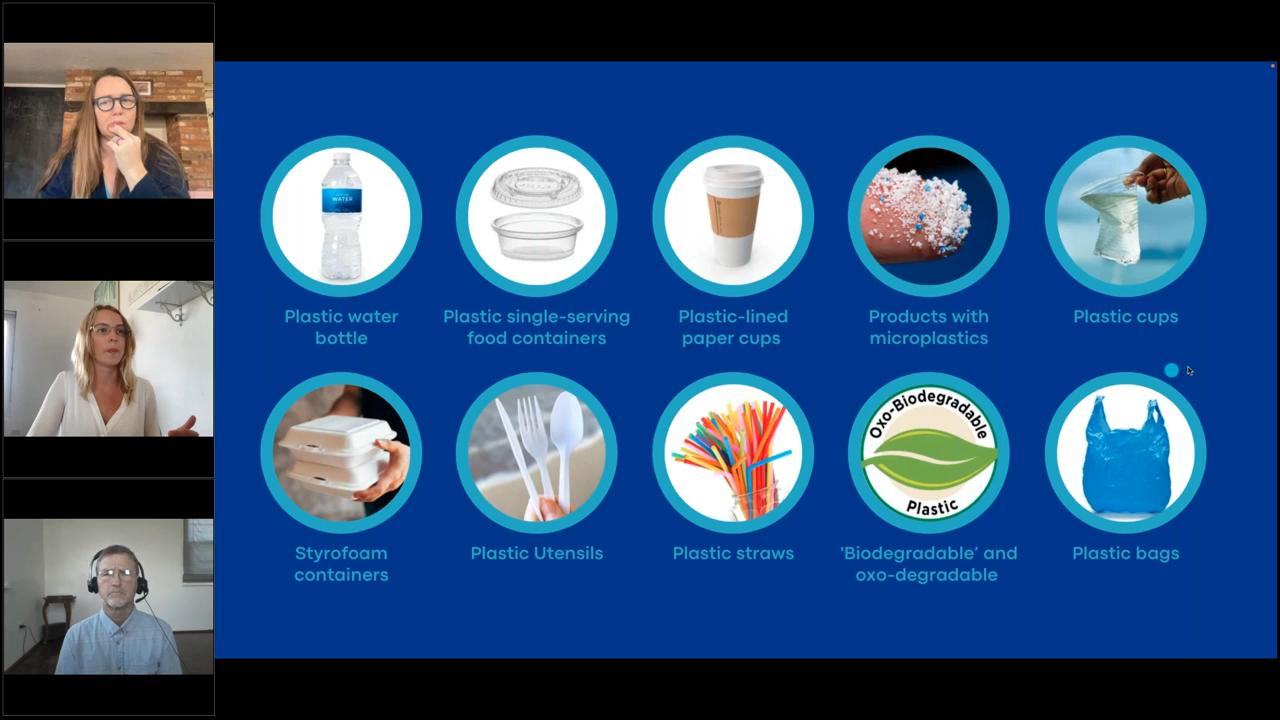 WATER
Plastic water
bottle
Plastic single-serving
food containers
Plastic-lined
paper cups
Products with
microplastics
Plastic cups
Oxo-Biodegradable
Plastic
Styrofoam
containers
Plastic Utensils
Plastic straws
'Biodegradable’ and
oxo-degradable
Plastic bags